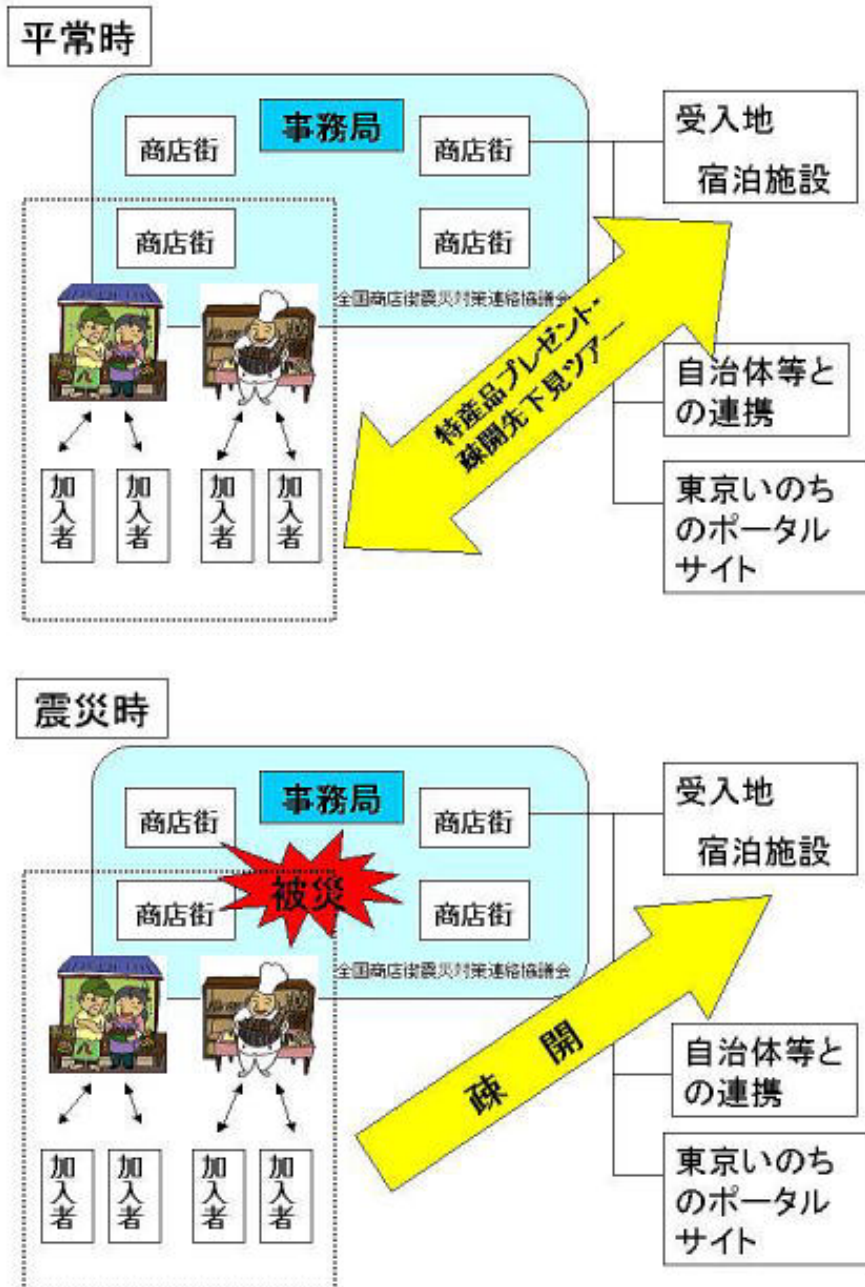 平常時
事務局
商店街
商店街
商店街
商店街
全国商店街震災対策連絡協議会
受入地
宿泊施設
特産品プレゼント・
疎開先下見ツアー
自治体等と
の連携
東京いのち
のポータル
サイト
加入者
加入者
加入者
加入者
震災時
事務局
商店街
商店街
被災
商店街
商店街
全国商店街震災対策連絡協議会
受入地
宿泊施設
疎開
自治体等と
の連携
東京いのち
のポータル
サイト
加入者
加入者
加入者
加入者